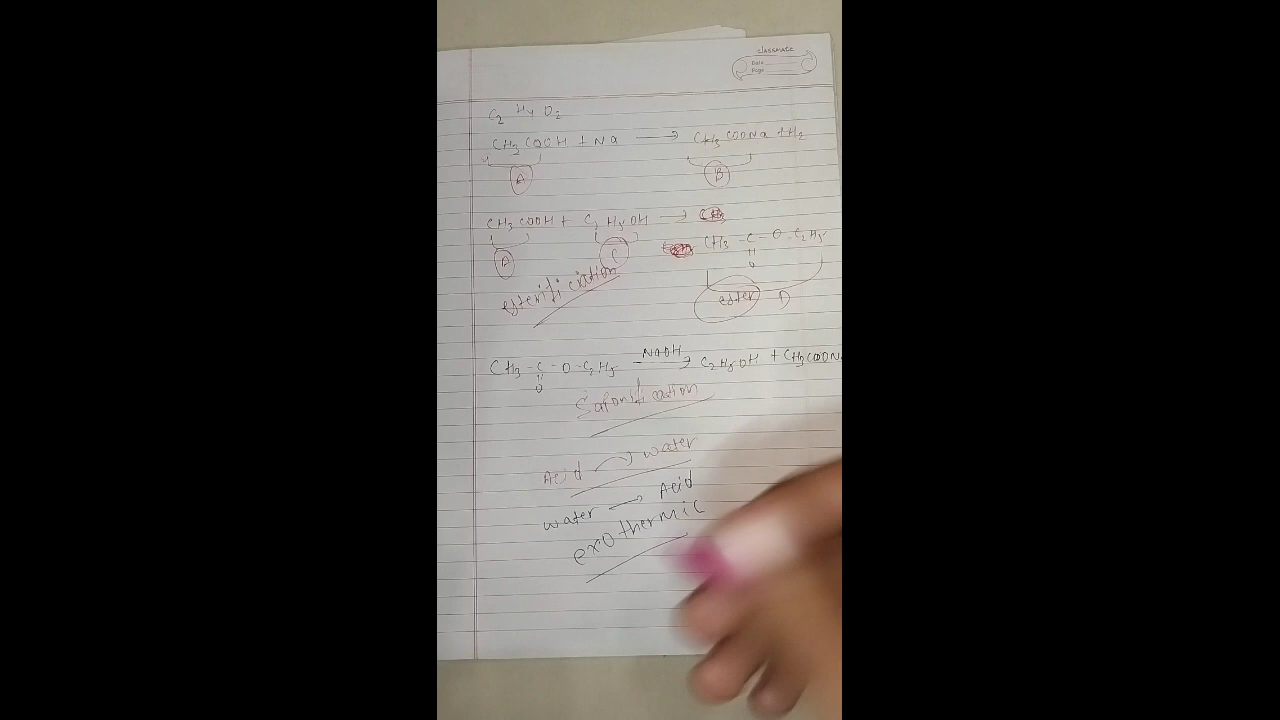 classmate
Date
Page
C2 H4 O2
CH3 COOH + Na → CH3 COONa + H2
A B
CH3 COOH + C2 H5 OH →
CH3 - C - O - C2 H5
A C O
esterification ester D
CH3 - C - O - C2 H5 NaOH → C2 H5 OH + CH3 COONa
O
Saponification
Acid → water
water → Acid
exothermic